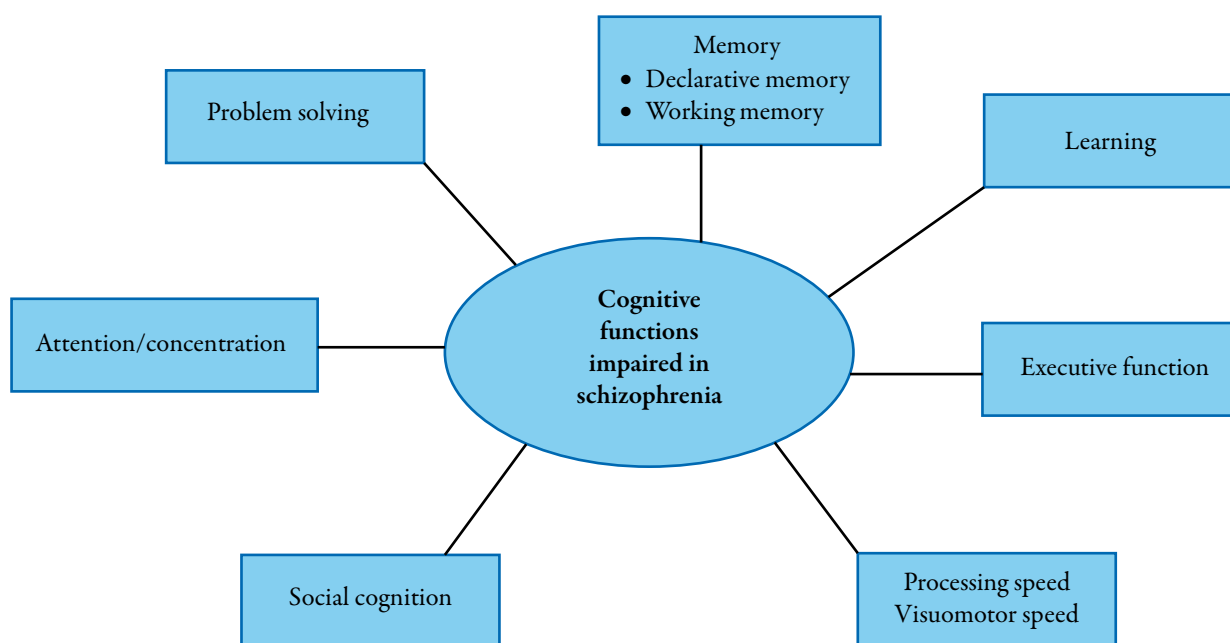 Memory
• Declarative memory
• Working memory
Problem solving
Learning
Cognitive
functions
impaired in
schizophrenia
Attention/concentration
Executive function
Social cognition
Processing speed
Visuomotor speed